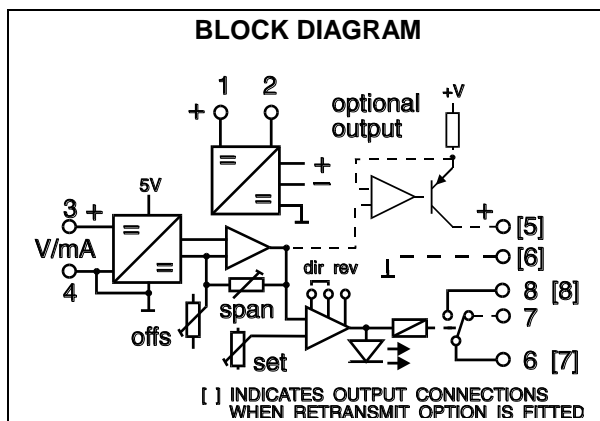 BLOCK DIAGRAM
1 2
+
optional
output
+V
+
−
5V
3 +
V/mA
4
+
[5]
[6]
dir rev
span
offs
set
8 [8]
7
6 [7]
[ ] INDICATES OUTPUT CONNECTIONS
WHEN RETRANSMIT OPTION IS FITTED